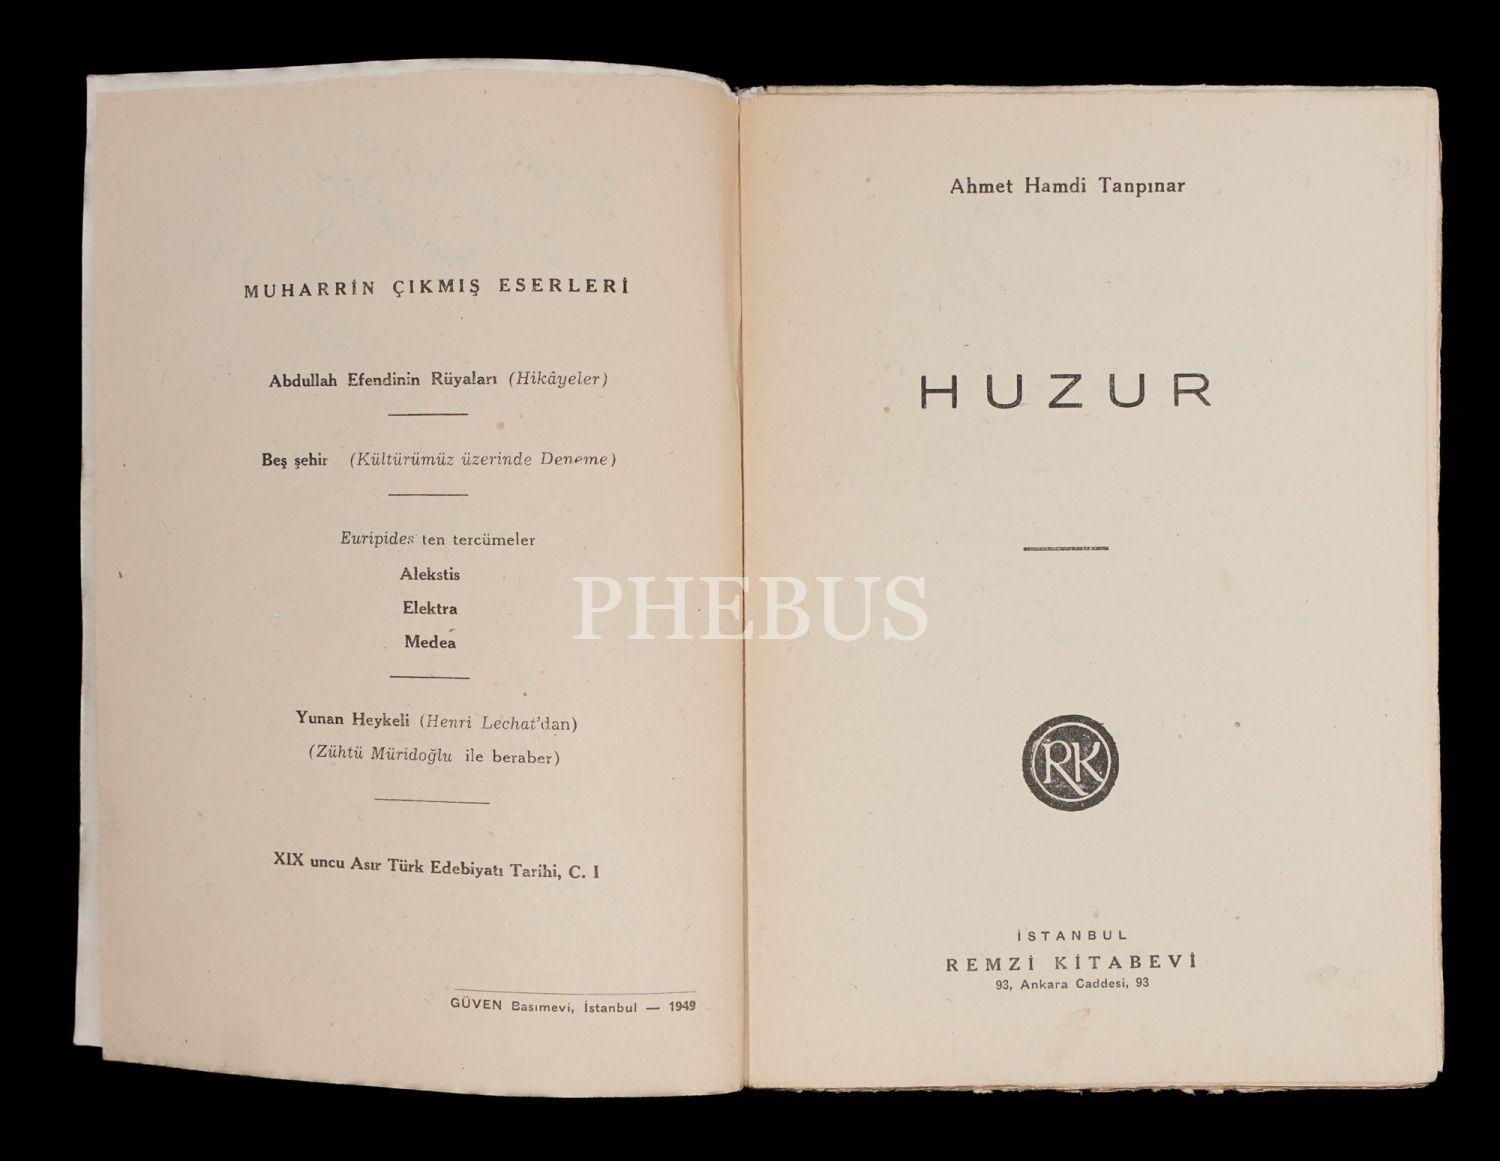 MUHARRİN ÇIKMIŞ ESERLERİ
Abdullah Efendinin Rüyaları (Hikâyeler)
Beş şehir (Kültürümüz üzerinde Deneme)
Euripides ten tercümeler
Alekstis
Elektra
Medea
Yunan Heykeli (Henri Lechat'dan)
(Zühtü Müridoğlu ile beraber)
XIX uncu Asır Türk Edebiyatı Tarihi, C. I
GÜVEN Basımevi, İstanbul — 1949
Ahmet Hamdi Tanpınar
HUZUR
RK
İSTANBUL
REMZİ KİTABEVİ
93, Ankara Caddesi, 93
PHEBUS